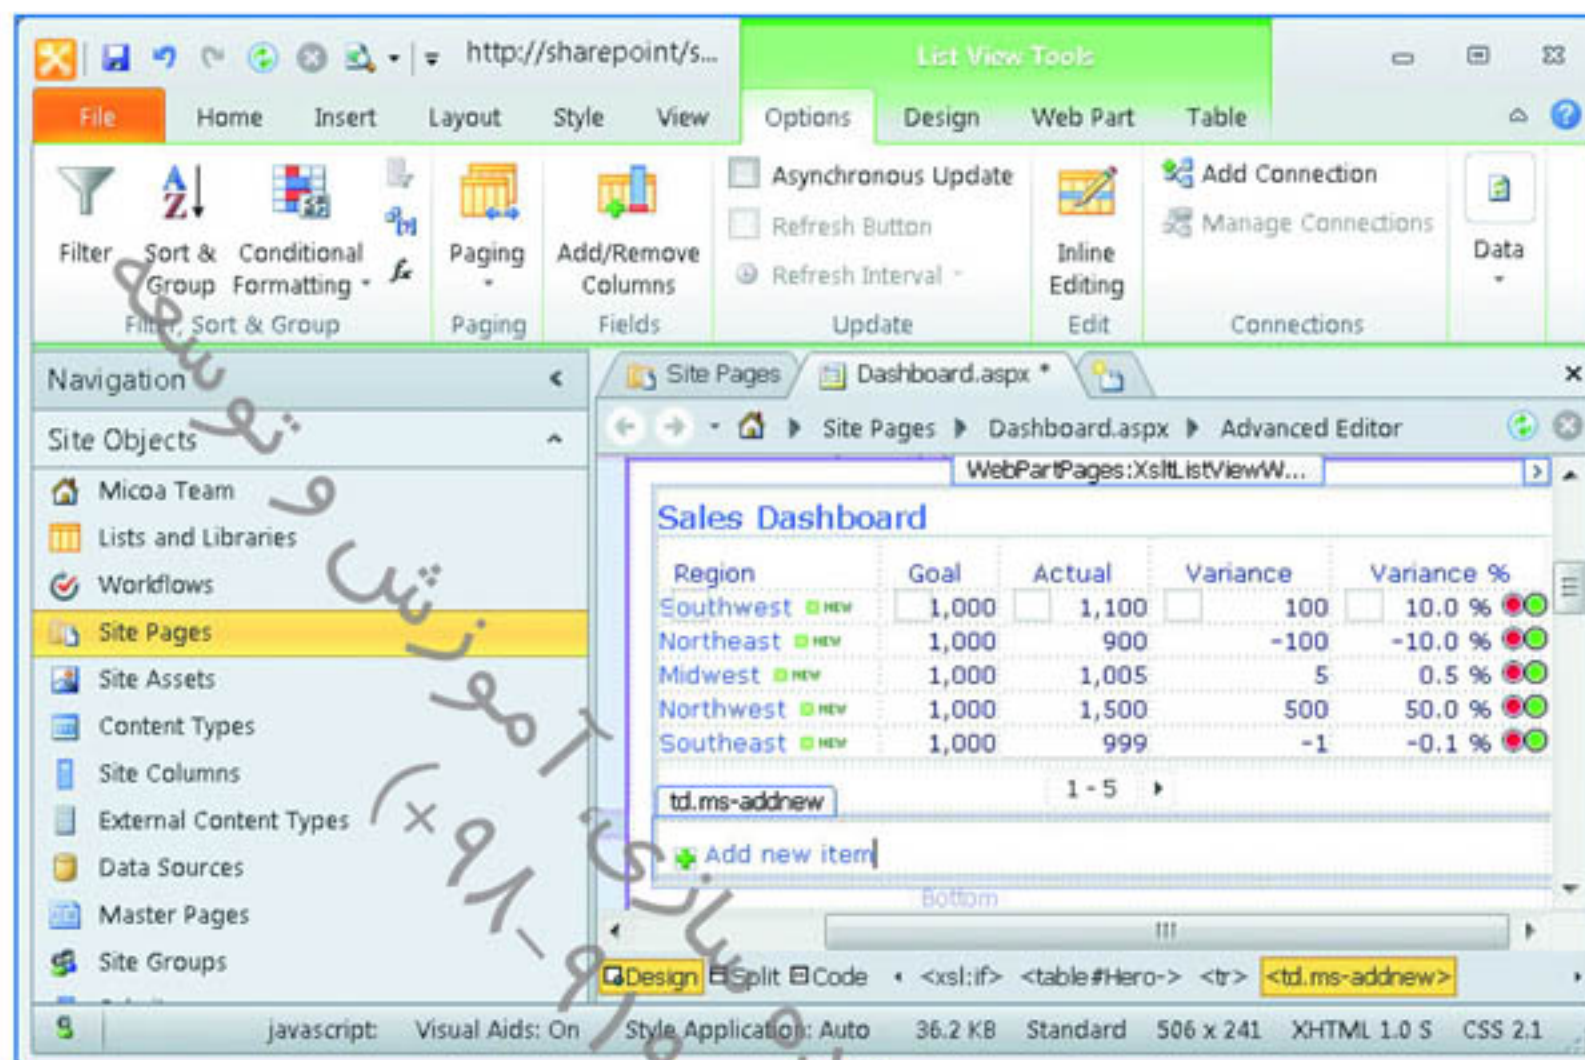 http://sharepoint/s...
List View Tools
File Home Insert Layout Style View Options Design Web Part Table
Filter
Sort & Group
Conditional Formatting
Filter, Sort & Group
Paging
Paging
Add/Remove Columns
Fields
Asynchronous Update
Refresh Button
Refresh Interval
Update
Inline Editing
Edit
Add Connection
Manage Connections
Connections
Data
Navigation
Site Objects
Micoa Team
Lists and Libraries
Workflows
Site Pages
Site Assets
Content Types
Site Columns
External Content Types
Data Sources
Master Pages
Site Groups
Site Pages Dashboard.aspx *
Site Pages Dashboard.aspx Advanced Editor
WebPartPages:XsltListViewW...
Sales Dashboard
Region Goal Actual Variance Variance %
Southwest NEW 1,000 1,100 100 10.0 %
Northeast NEW 1,000 900 -100 -10.0 %
Midwest NEW 1,000 1,005 5 0.5 %
Northwest NEW 1,000 1,500 500 50.0 %
Southeast NEW 1,000 999 -1 -0.1 %
1 - 5
td.ms-addnew
Add new item
Bottom
Design Split Code <xsl:if> <table#Hero-> <tr> <td.ms-addnew>
javascript: Visual Aids: On Style Application: Auto 36.2 KB Standard 506 x 241 XHTML 1.0 S CSS 2.1
سازی، آموزش و توسعه